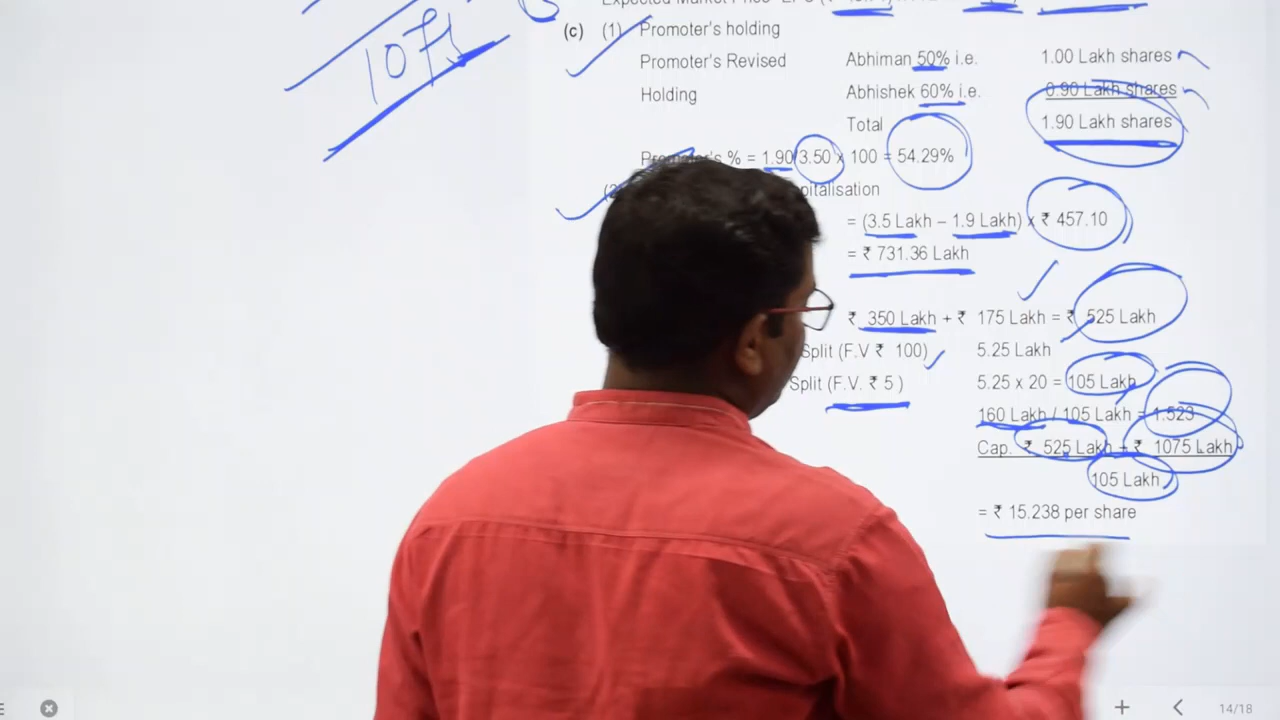 10 
(c) (1) Promoter's holding
Promoter's Revised Abhiman 50% i.e. 1.00 Lakh shares
Holding Abhishek 60% i.e. 0.90 Lakh shares
Total 1.90 Lakh shares
% = 1.90/3.50 x 100 = 54.29%
= (3.5 Lakh – 1.9 Lakh) x ₹ 457.10
= ₹ 731.36 Lakh
₹ 350 Lakh + ₹ 175 Lakh = ₹ 525 Lakh
Split (F.V ₹ 100) 5.25 Lakh
Split (F.V. ₹ 5 ) 5.25 x 20 = 105 Lakh
160 Lakh / 105 Lakh = 1.523
Cap. ₹ 525 Lakh + ₹ 1075 Lakh
105 Lakh
= ₹ 15.238 per share
14/18